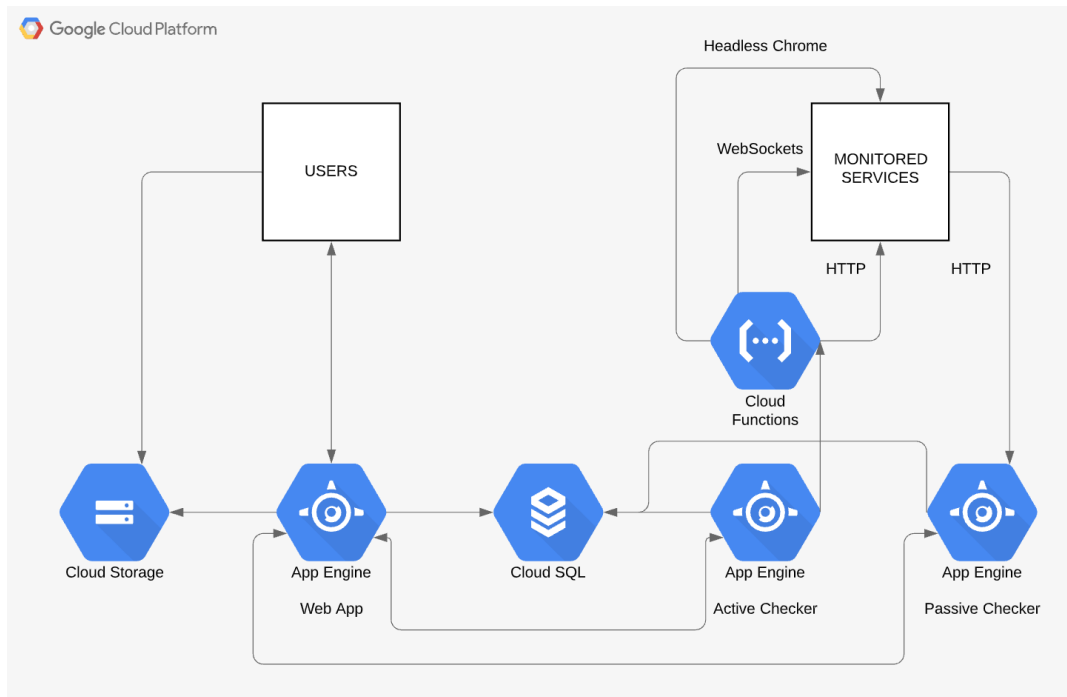 Google Cloud Platform
Headless Chrome
WebSockets
USERS
MONITORED
SERVICES
HTTP
HTTP
Cloud
Functions
Cloud Storage
App Engine
Cloud SQL
App Engine
App Engine
Web App
Active Checker
Passive Checker